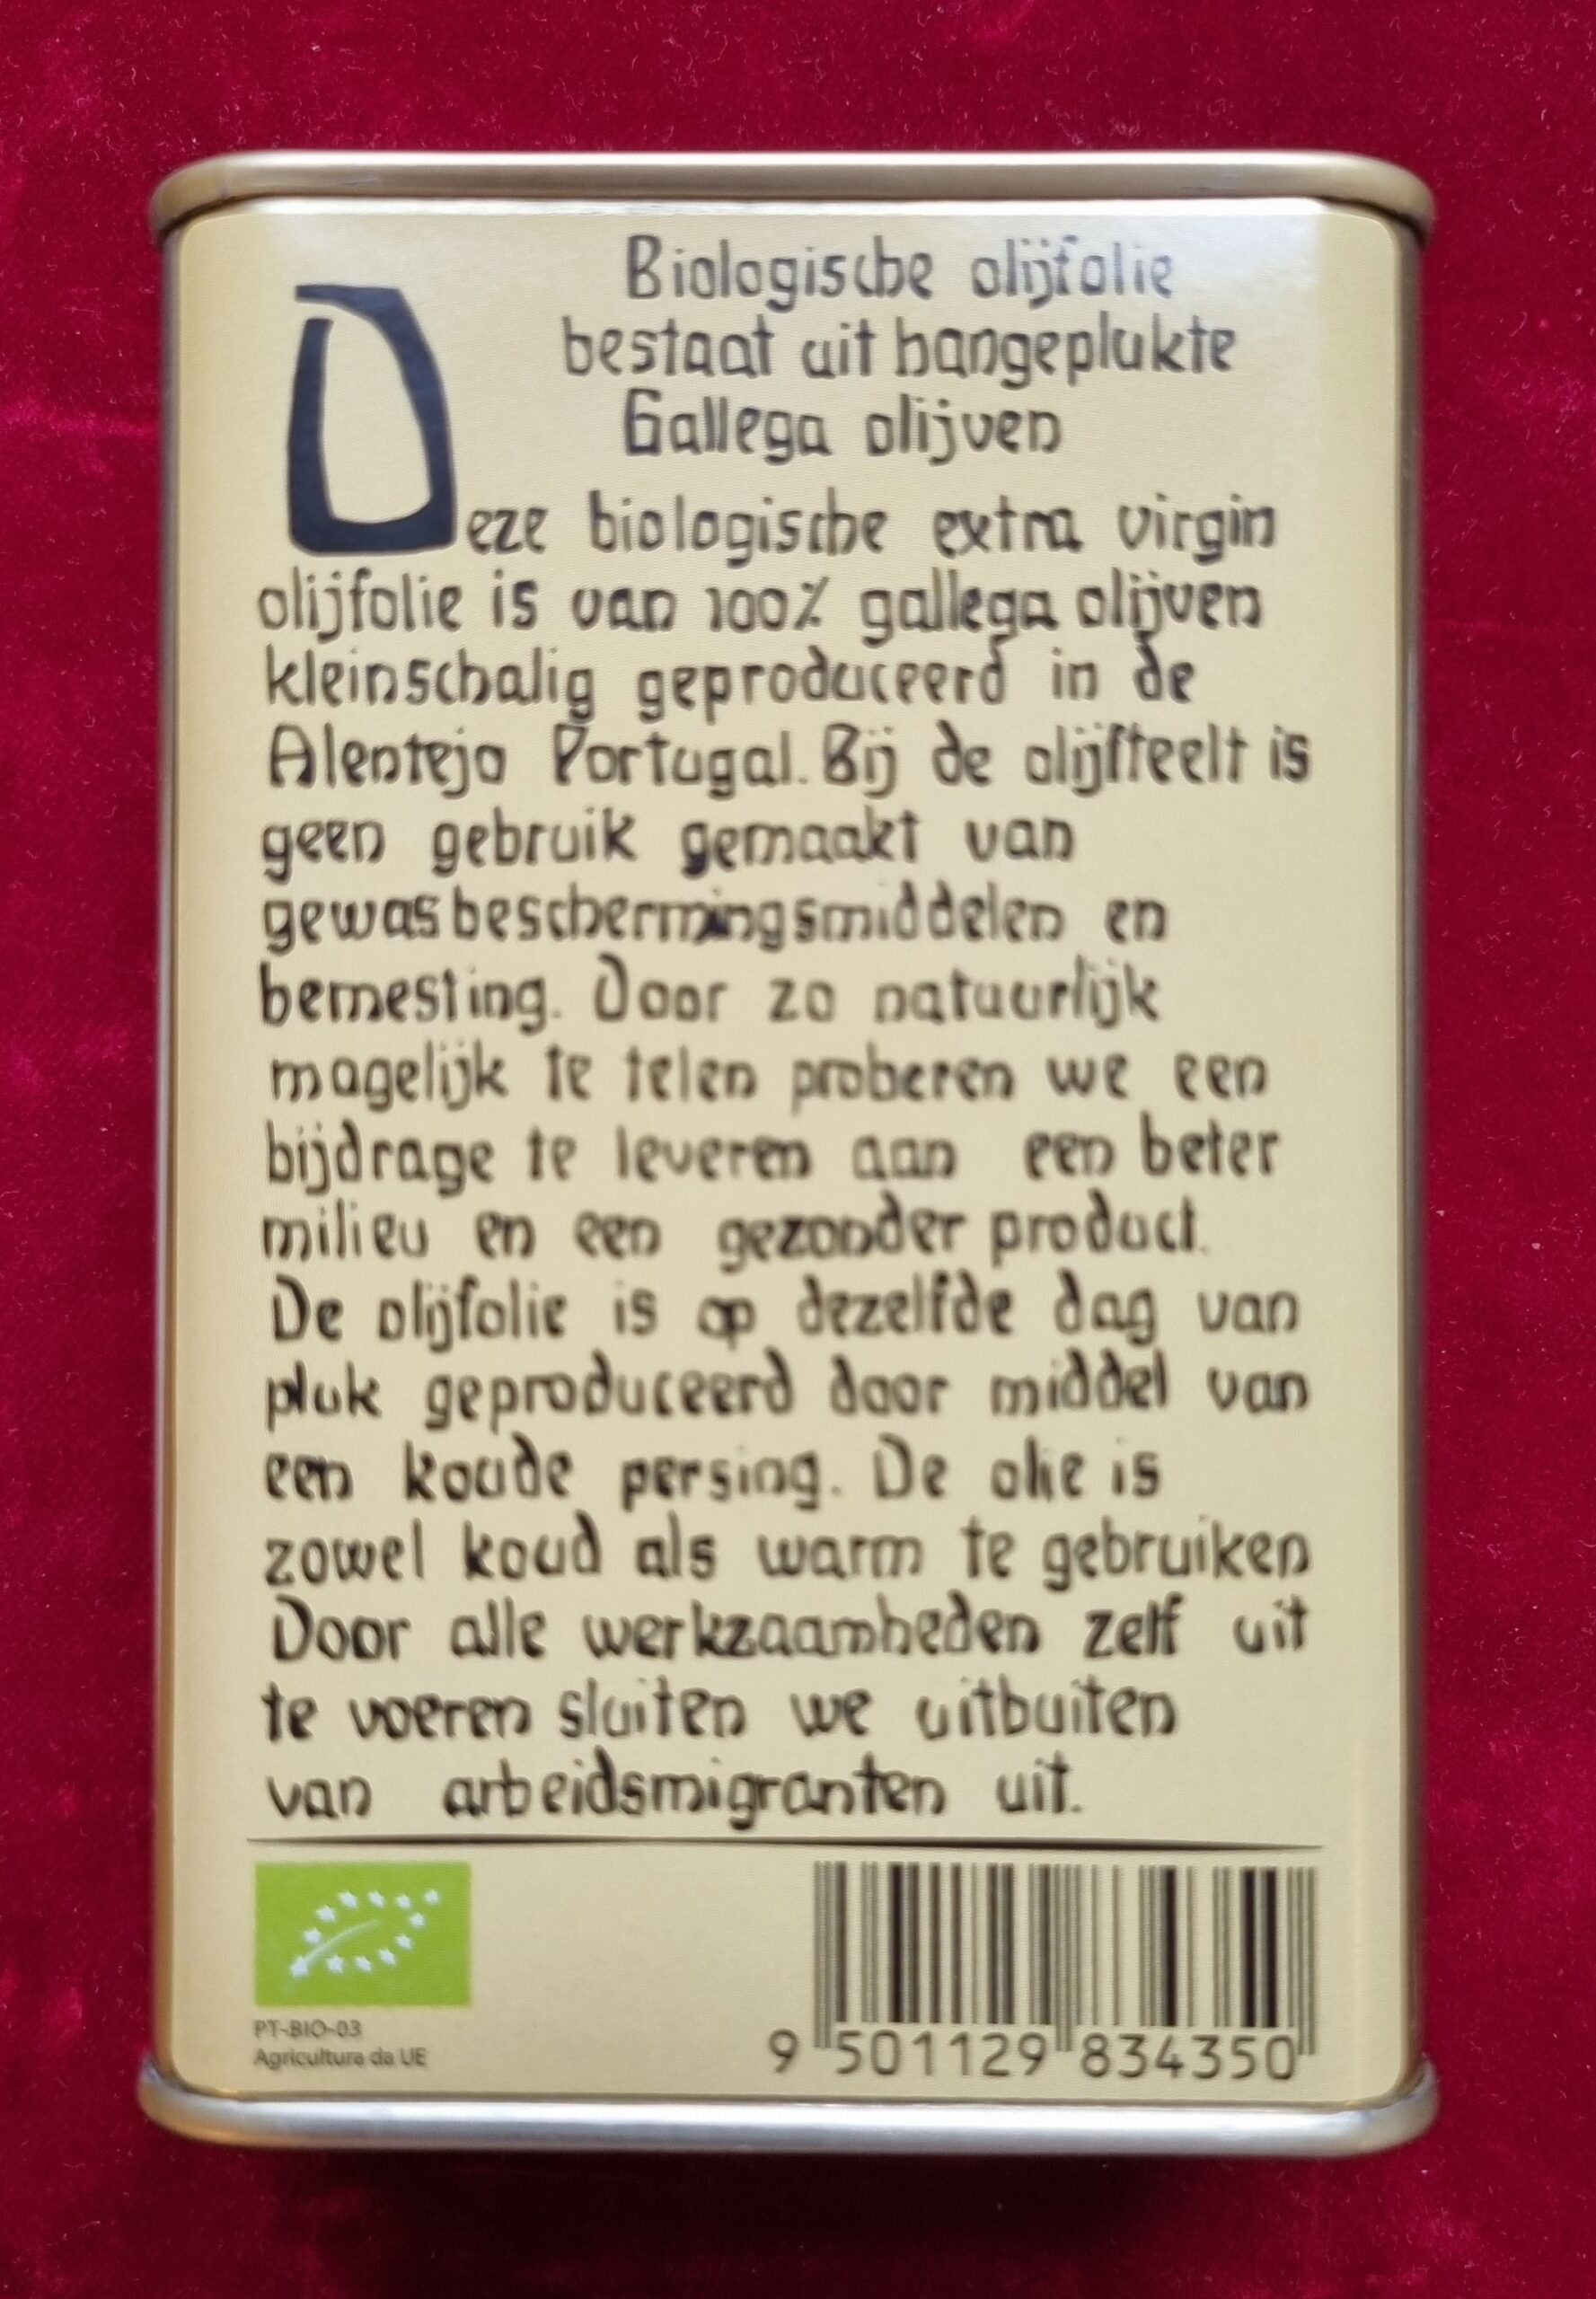 Biologische olijfolie
bestaat uit hangeplukte
Gallega olijven
Deze biologische extra virgin
olijfolie is van 100% gallega olijven
kleinschalig geproduceerd in de
Alentejo Portugal. Bij de olijfteelt is
geen gebruik gemaakt van
gewasbeschermingsmiddelen en
bemesting. Door zo natuurlijk
mogelijk te telen proberen we een
bijdrage te leveren aan een beter
milieu en een gezonder product.
De olijfolie is op dezelfde dag van
pluk geproduceerd door middel van
een koude persing. De olie is
zowel koud als warm te gebruiken
Door alle werkzaamheden zelf uit
te voeren sluiten we uitbuiten
van arbeidsmigranten uit.
PT-BIO-03
Agricultura da UE
9 501129 834350